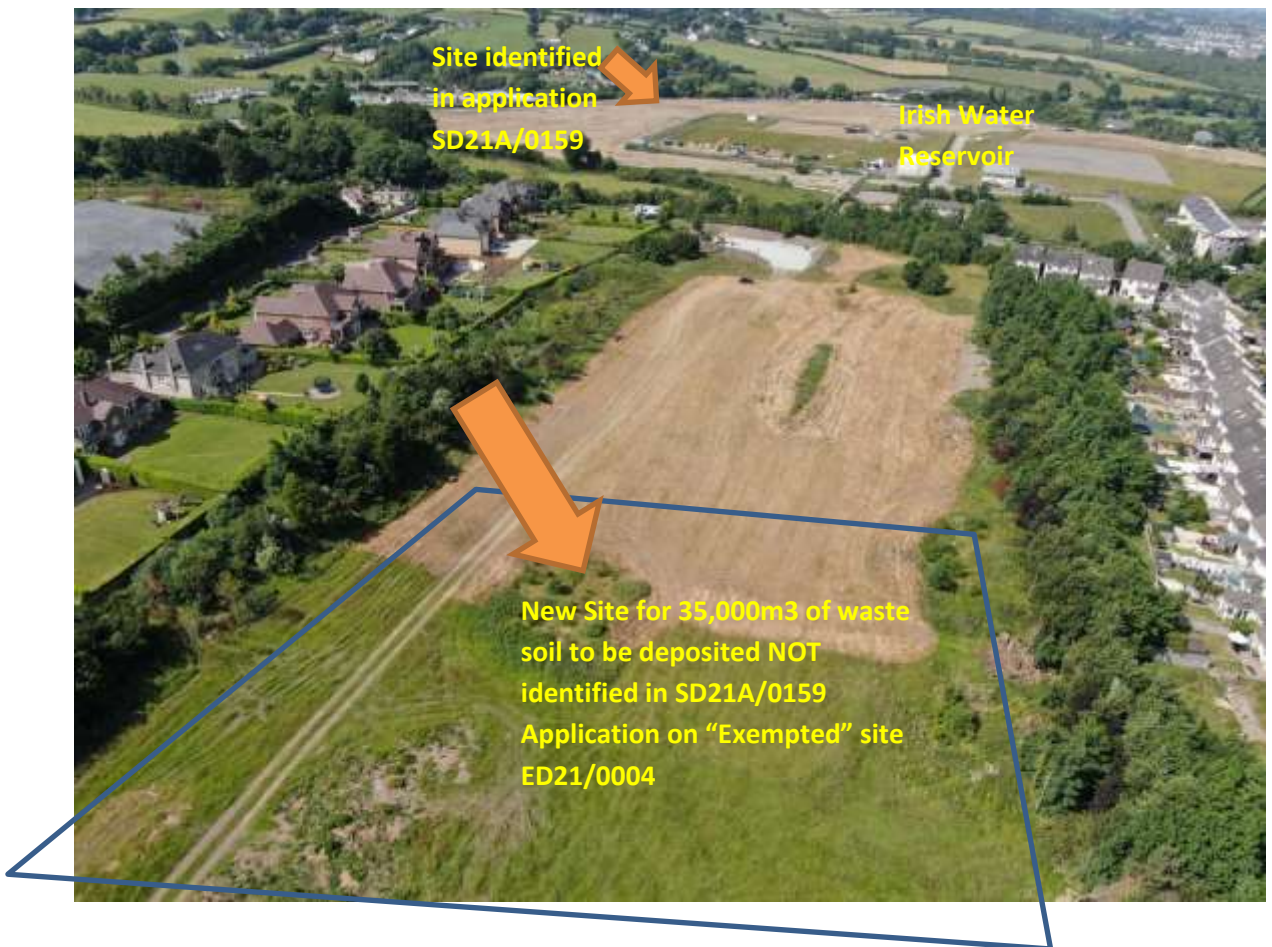 Site identified
in application
SD21A/0159
Irish Water
Reservoir
New Site for 35,000m3 of waste
soil to be deposited NOT
identified in SD21A/0159
Application on “Exempted” site
ED21/0004